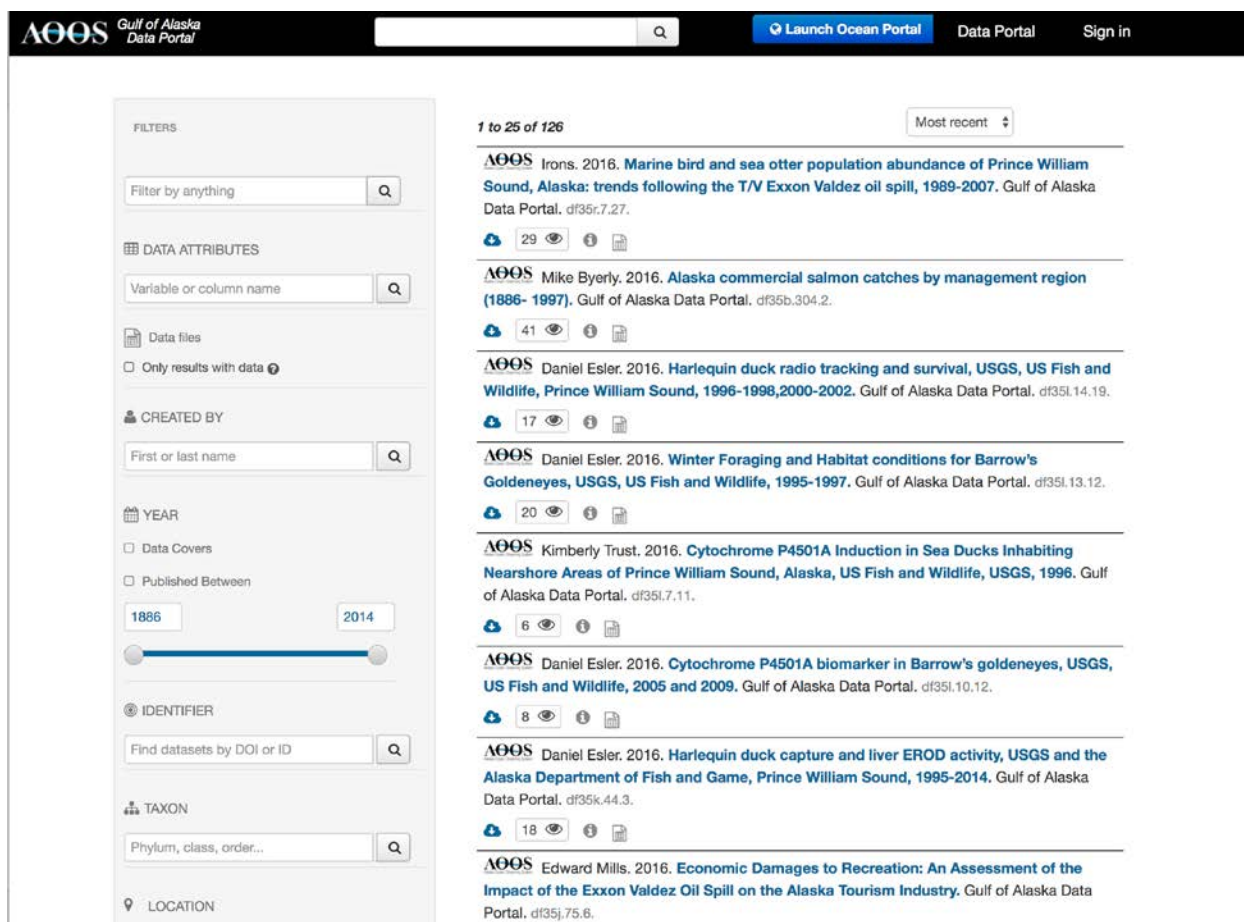 AOOS Gulf of Alaska
Data Portal
Launch Ocean Portal
Data Portal
Sign in
FILTERS
Filter by anything
DATA ATTRIBUTES
Variable or column name
Data files
Only results with data
CREATED BY
First or last name
YEAR
Data Covers
Published Between
1886 2014
IDENTIFIER
Find datasets by DOI or ID
TAXON
Phylum, class, order...
LOCATION
1 to 25 of 126
Most recent
AOOS Irons. 2016. Marine bird and sea otter population abundance of Prince William
Sound, Alaska: trends following the T/V Exxon Valdez oil spill, 1989-2007. Gulf of Alaska
Data Portal. df35r.7.27.
29
AOOS Mike Byerly. 2016. Alaska commercial salmon catches by management region
(1886- 1997). Gulf of Alaska Data Portal. df35b.304.2.
41
AOOS Daniel Esler. 2016. Harlequin duck radio tracking and survival, USGS, US Fish and
Wildlife, Prince William Sound, 1996-1998,2000-2002. Gulf of Alaska Data Portal. df35l.14.19.
17
AOOS Daniel Esler. 2016. Winter Foraging and Habitat conditions for Barrow's
Goldeneyes, USGS, US Fish and Wildlife, 1995-1997. Gulf of Alaska Data Portal. df35l.13.12.
20
AOOS Kimberly Trust. 2016. Cytochrome P4501A Induction in Sea Ducks Inhabiting
Nearshore Areas of Prince William Sound, Alaska, US Fish and Wildlife, USGS, 1996. Gulf
of Alaska Data Portal. df35l.7.11.
6
AOOS Daniel Esler. 2016. Cytochrome P4501A biomarker in Barrow's goldeneyes, USGS,
US Fish and Wildlife, 2005 and 2009. Gulf of Alaska Data Portal. df35l.10.12.
8
AOOS Daniel Esler. 2016. Harlequin duck capture and liver EROD activity, USGS and the
Alaska Department of Fish and Game, Prince William Sound, 1995-2014. Gulf of Alaska
Data Portal. df35k.44.3.
18
AOOS Edward Mills. 2016. Economic Damages to Recreation: An Assessment of the
Impact of the Exxon Valdez Oil Spill on the Alaska Tourism Industry. Gulf of Alaska Data
Portal. df35j.75.6.